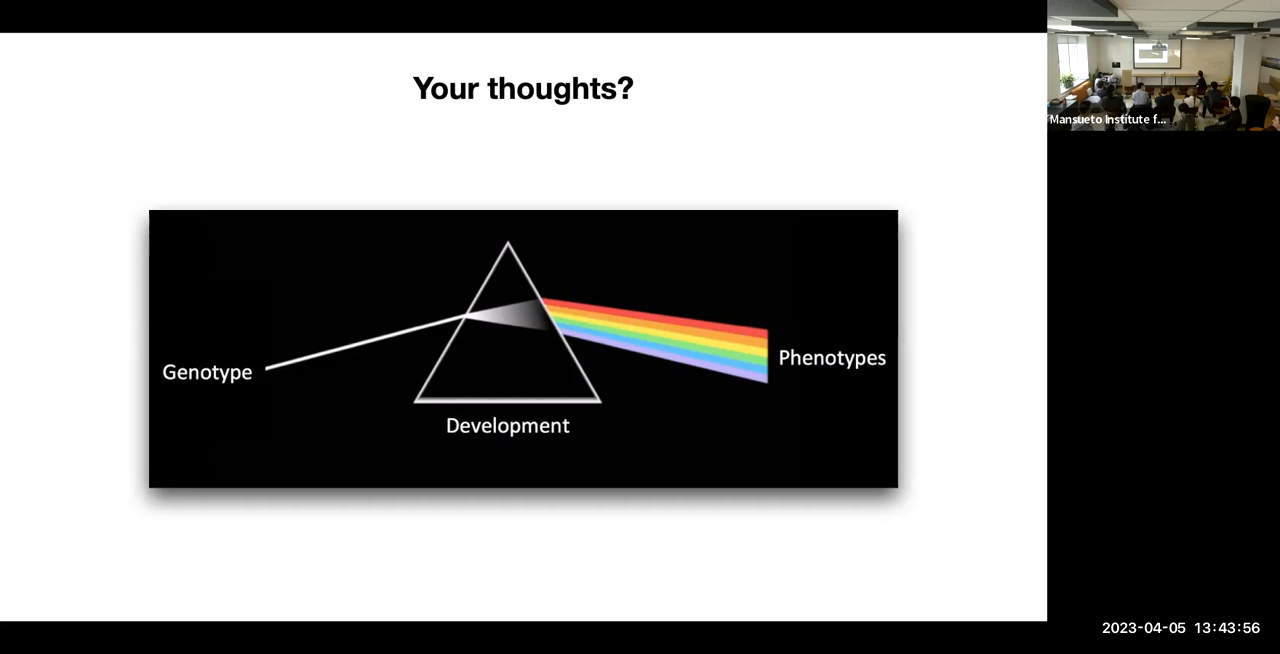 Your thoughts?
Genotype
Development
Phenotypes
Mansueto Institute f...
2023-04-05 13:43:56